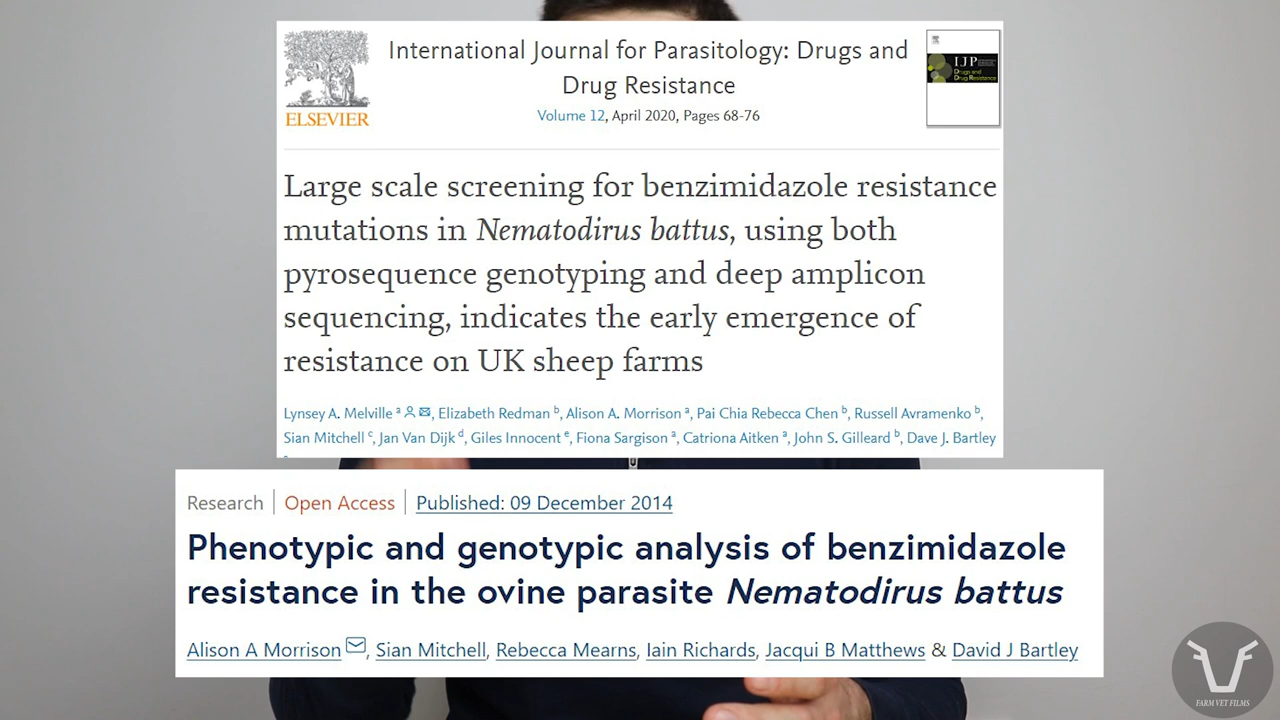 International Journal for Parasitology: Drugs and
Drug Resistance
Volume 12, April 2020, Pages 68-76
ELSEVIER
IJP
Drugs and
Drug Resistance
Large scale screening for benzimidazole resistance
mutations in Nematodirus battus, using both
pyrosequence genotyping and deep amplicon
sequencing, indicates the early emergence of
resistance on UK sheep farms
Lynsey A. Melville a, Elizabeth Redman b, Alison A. Morrison a, Pai Chia Rebecca Chen b, Russell Avramenko b,
Sian Mitchell c, Jan Van Dijk d, Giles Innocent e, Fiona Sargison a, Catriona Aitken a, John S. Gilleard b, Dave J. Bartley
Research | Open Access | Published: 09 December 2014
Phenotypic and genotypic analysis of benzimidazole
resistance in the ovine parasite Nematodirus battus
Alison A Morrison, Sian Mitchell, Rebecca Mearns, Iain Richards, Jacqui B Matthews & David J Bartley
FARM VET FILMS